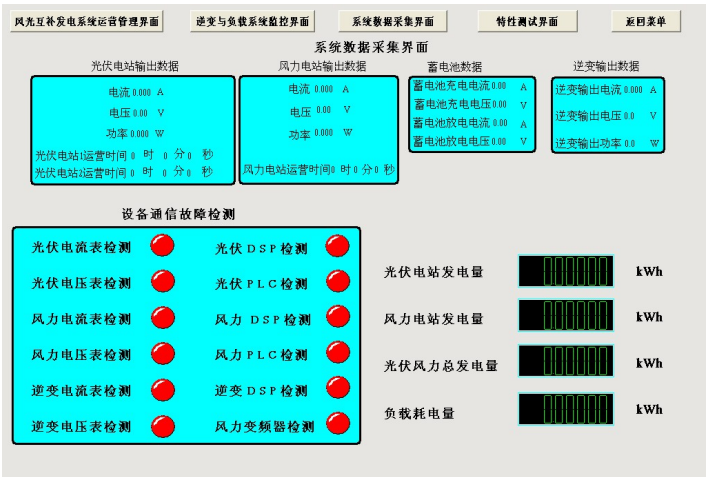 风光互补发电系统运营管理界面 逆变与负载系统监控界面 系统数据采集界面 特性测试界面 返回菜单
系统数据采集界面
光伏电站输出数据
电流 0.000 A
电压 0.00 V
功率 0.000 W
光伏电站1运营时间 0 时 0 分 0 秒
光伏电站2运营时间 0 时 0 分 0 秒
风力电站输出数据
电流 0.000 A
电压 0.00 V
功率 0.000 W
风力电站运营时间0 时 0 分 0 秒
蓄电池数据
蓄电池充电电流 0.00 A
蓄电池充电电压 0.00 V
蓄电池放电电流 0.00 A
蓄电池放电电压 0.00 V
逆变输出数据
逆变输出电流 0.000 A
逆变输出电压 0.0 V
逆变输出功率 0.0 W
设备通信故障检测
光伏电流表检测 光伏DSP检测
光伏电压表检测 光伏PLC检测
风力电流表检测 风力 DSP检测
风力电压表检测 风力PLC检测
逆变电流表检测 逆变DSP检测
逆变电压表检测 风力变频器检测
光伏电站发电量 kWh
风力电站发电量 kWh
光伏风力总发电量 kWh
负载耗电量 kWh